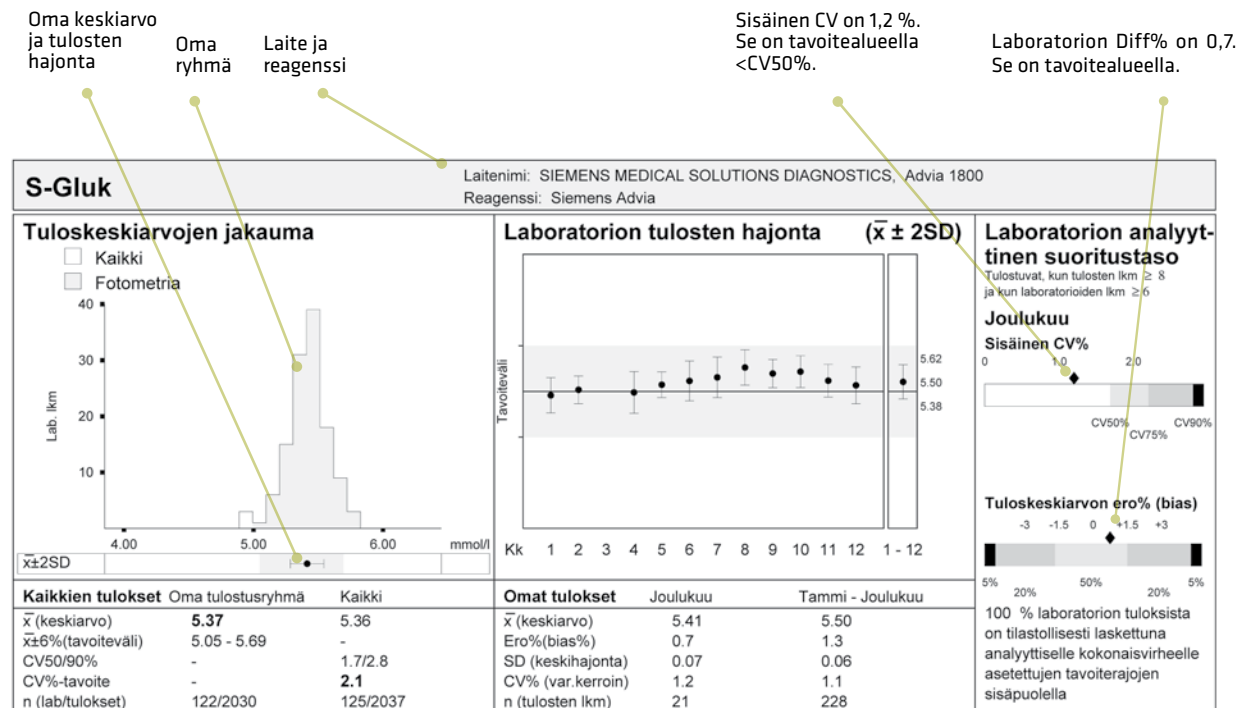 Oma keskiarvo
ja tulosten
hajonta
Oma
ryhmä
Laite ja
reagenssi
Sisäinen CV on 1,2 %.
Se on tavoitealueella
<CV50%.
Laboratorion Diff% on 0,7.
Se on tavoitealueella.
S-Gluk
Laitenimi: SIEMENS MEDICAL SOLUTIONS DIAGNOSTICS, Advia 1800
Reagenssi: Siemens Advia
Tuloskeskiarvojen jakauma
Kaikki
Fotometria
40
30
20
10
Lab. lkm
4.00 5.00 6.00 mmol/l
x̅±2SD
Laboratorion tulosten hajonta (x̅ ± 2SD)
Tavoiteväli
5.62
5.50
5.38
Kk 1 2 3 4 5 6 7 8 9 10 11 12 1 - 12
Laboratorion analyyt-
tinen suoritustaso
Tulostuvat, kun tulosten lkm ≥ 8
ja kun laboratorioiden lkm ≥6
Joulukuu
Sisäinen CV%
0 1.0 2.0
CV50% CV75% CV90%
Tuloskeskiarvon ero% (bias)
-3 -1.5 0 +1.5 +3
5% 20% 50% 20% 5%
100 % laboratorion tuloksista
on tilastollisesti laskettuna
analyyttiselle kokonaisvirheelle
asetettujen tavoiterajojen
sisäpuolella
Kaikkien tulokset Oma tulostusryhmä Kaikki
x̅ (keskiarvo) 5.37 5.36
x̅±6%(tavoiteväli) 5.05 - 5.69 -
CV50/90% - 1.7/2.8
CV%-tavoite - 2.1
n (lab/tulokset) 122/2030 125/2037
Omat tulokset Joulukuu Tammi - Joulukuu
x̅ (keskiarvo) 5.41 5.50
Ero%(bias%) 0.7 1.3
SD (keskihajonta) 0.07 0.06
CV% (var.kerroin) 1.2 1.1
n (tulosten lkm) 21 228